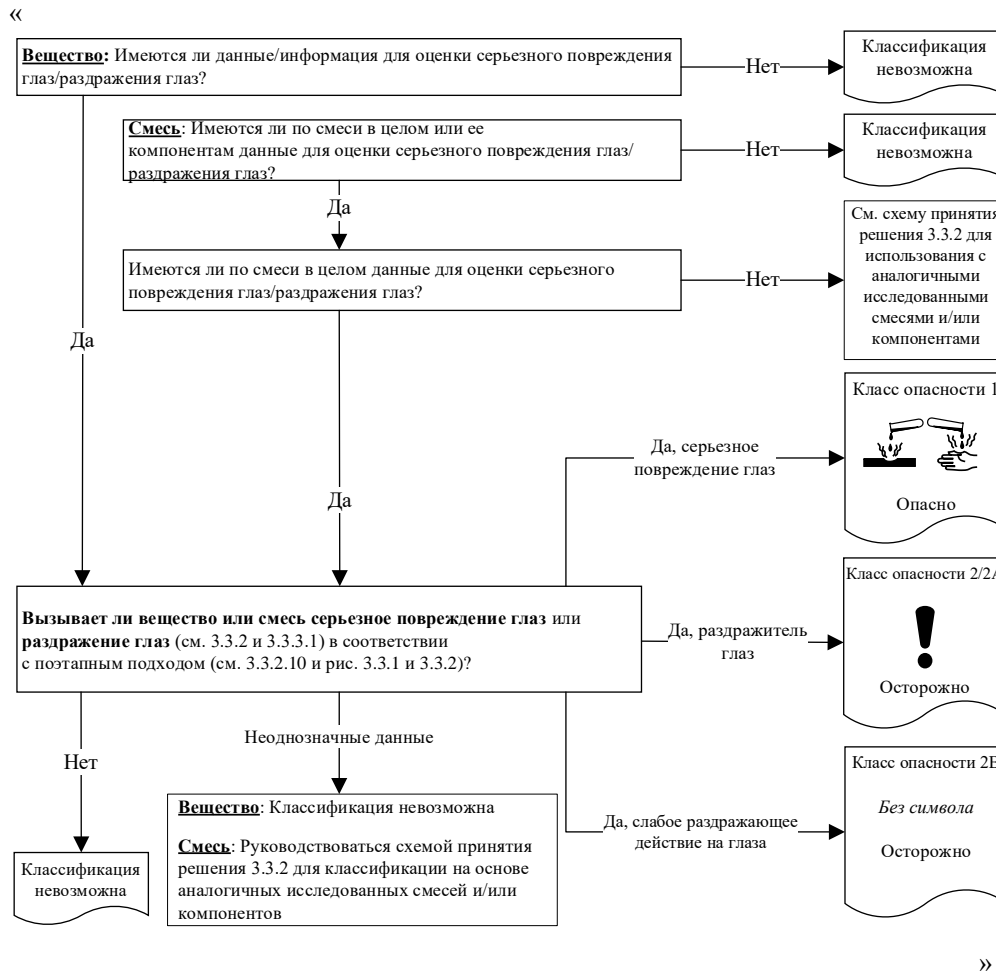 «
Вещество: Имеются ли данные/информация для оценки серьезного повреждения
глаз/раздражения глаз?
Нет
Классификация
невозможна
Смесь: Имеются ли по смеси в целом или ее
компонентам данные для оценки серьезного повреждения глаз/
раздражения глаз?
Нет
Классификация
невозможна
Да
Имеются ли по смеси в целом данные для оценки серьезного
повреждения глаз/раздражения глаз?
Нет
См. схему принятия
решения 3.3.2 для
использования с
аналогичными
исследованными
смесями и/или
компонентами
Да
Да
Да, серьезное
повреждение глаз
Класс опасности 1
Опасно
Вызывает ли вещество или смесь серьезное повреждение глаз или
раздражение глаз (см. 3.3.2 и 3.3.3.1) в соответствии
с поэтапным подходом (см. 3.3.2.10 и рис. 3.3.1 и 3.3.2)?
Да, раздражитель
глаз
Класс опасности 2/2A
Осторожно
Нет
Классификация
невозможна
Неоднозначные данные
Вещество: Классификация невозможна
Смесь: Руководствоваться схемой принятия
решения 3.3.2 для классификации на основе
аналогичных исследованных смесей и/или
компонентов
Да, слабое раздражающее
действие на глаза
Класс опасности 2B
Без символа
Осторожно
»